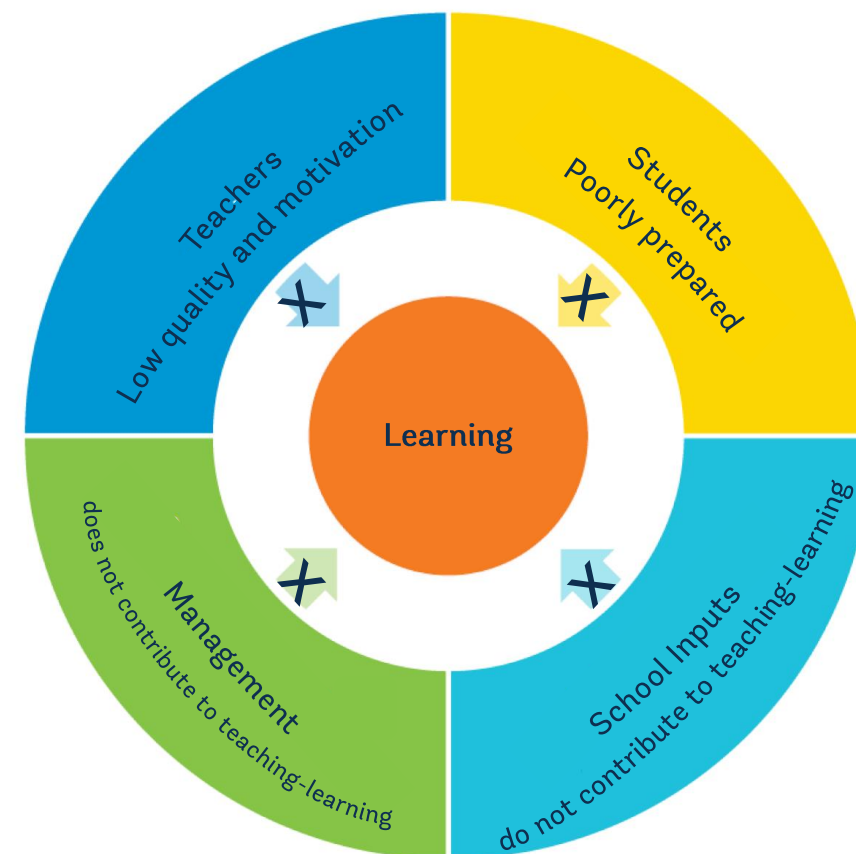 Teachers
Low quality and motivation
Students
Poorly prepared
X
X
Learning
X
X
Management
does not contribute to teaching-learning
School Inputs
do not contribute to teaching-learning